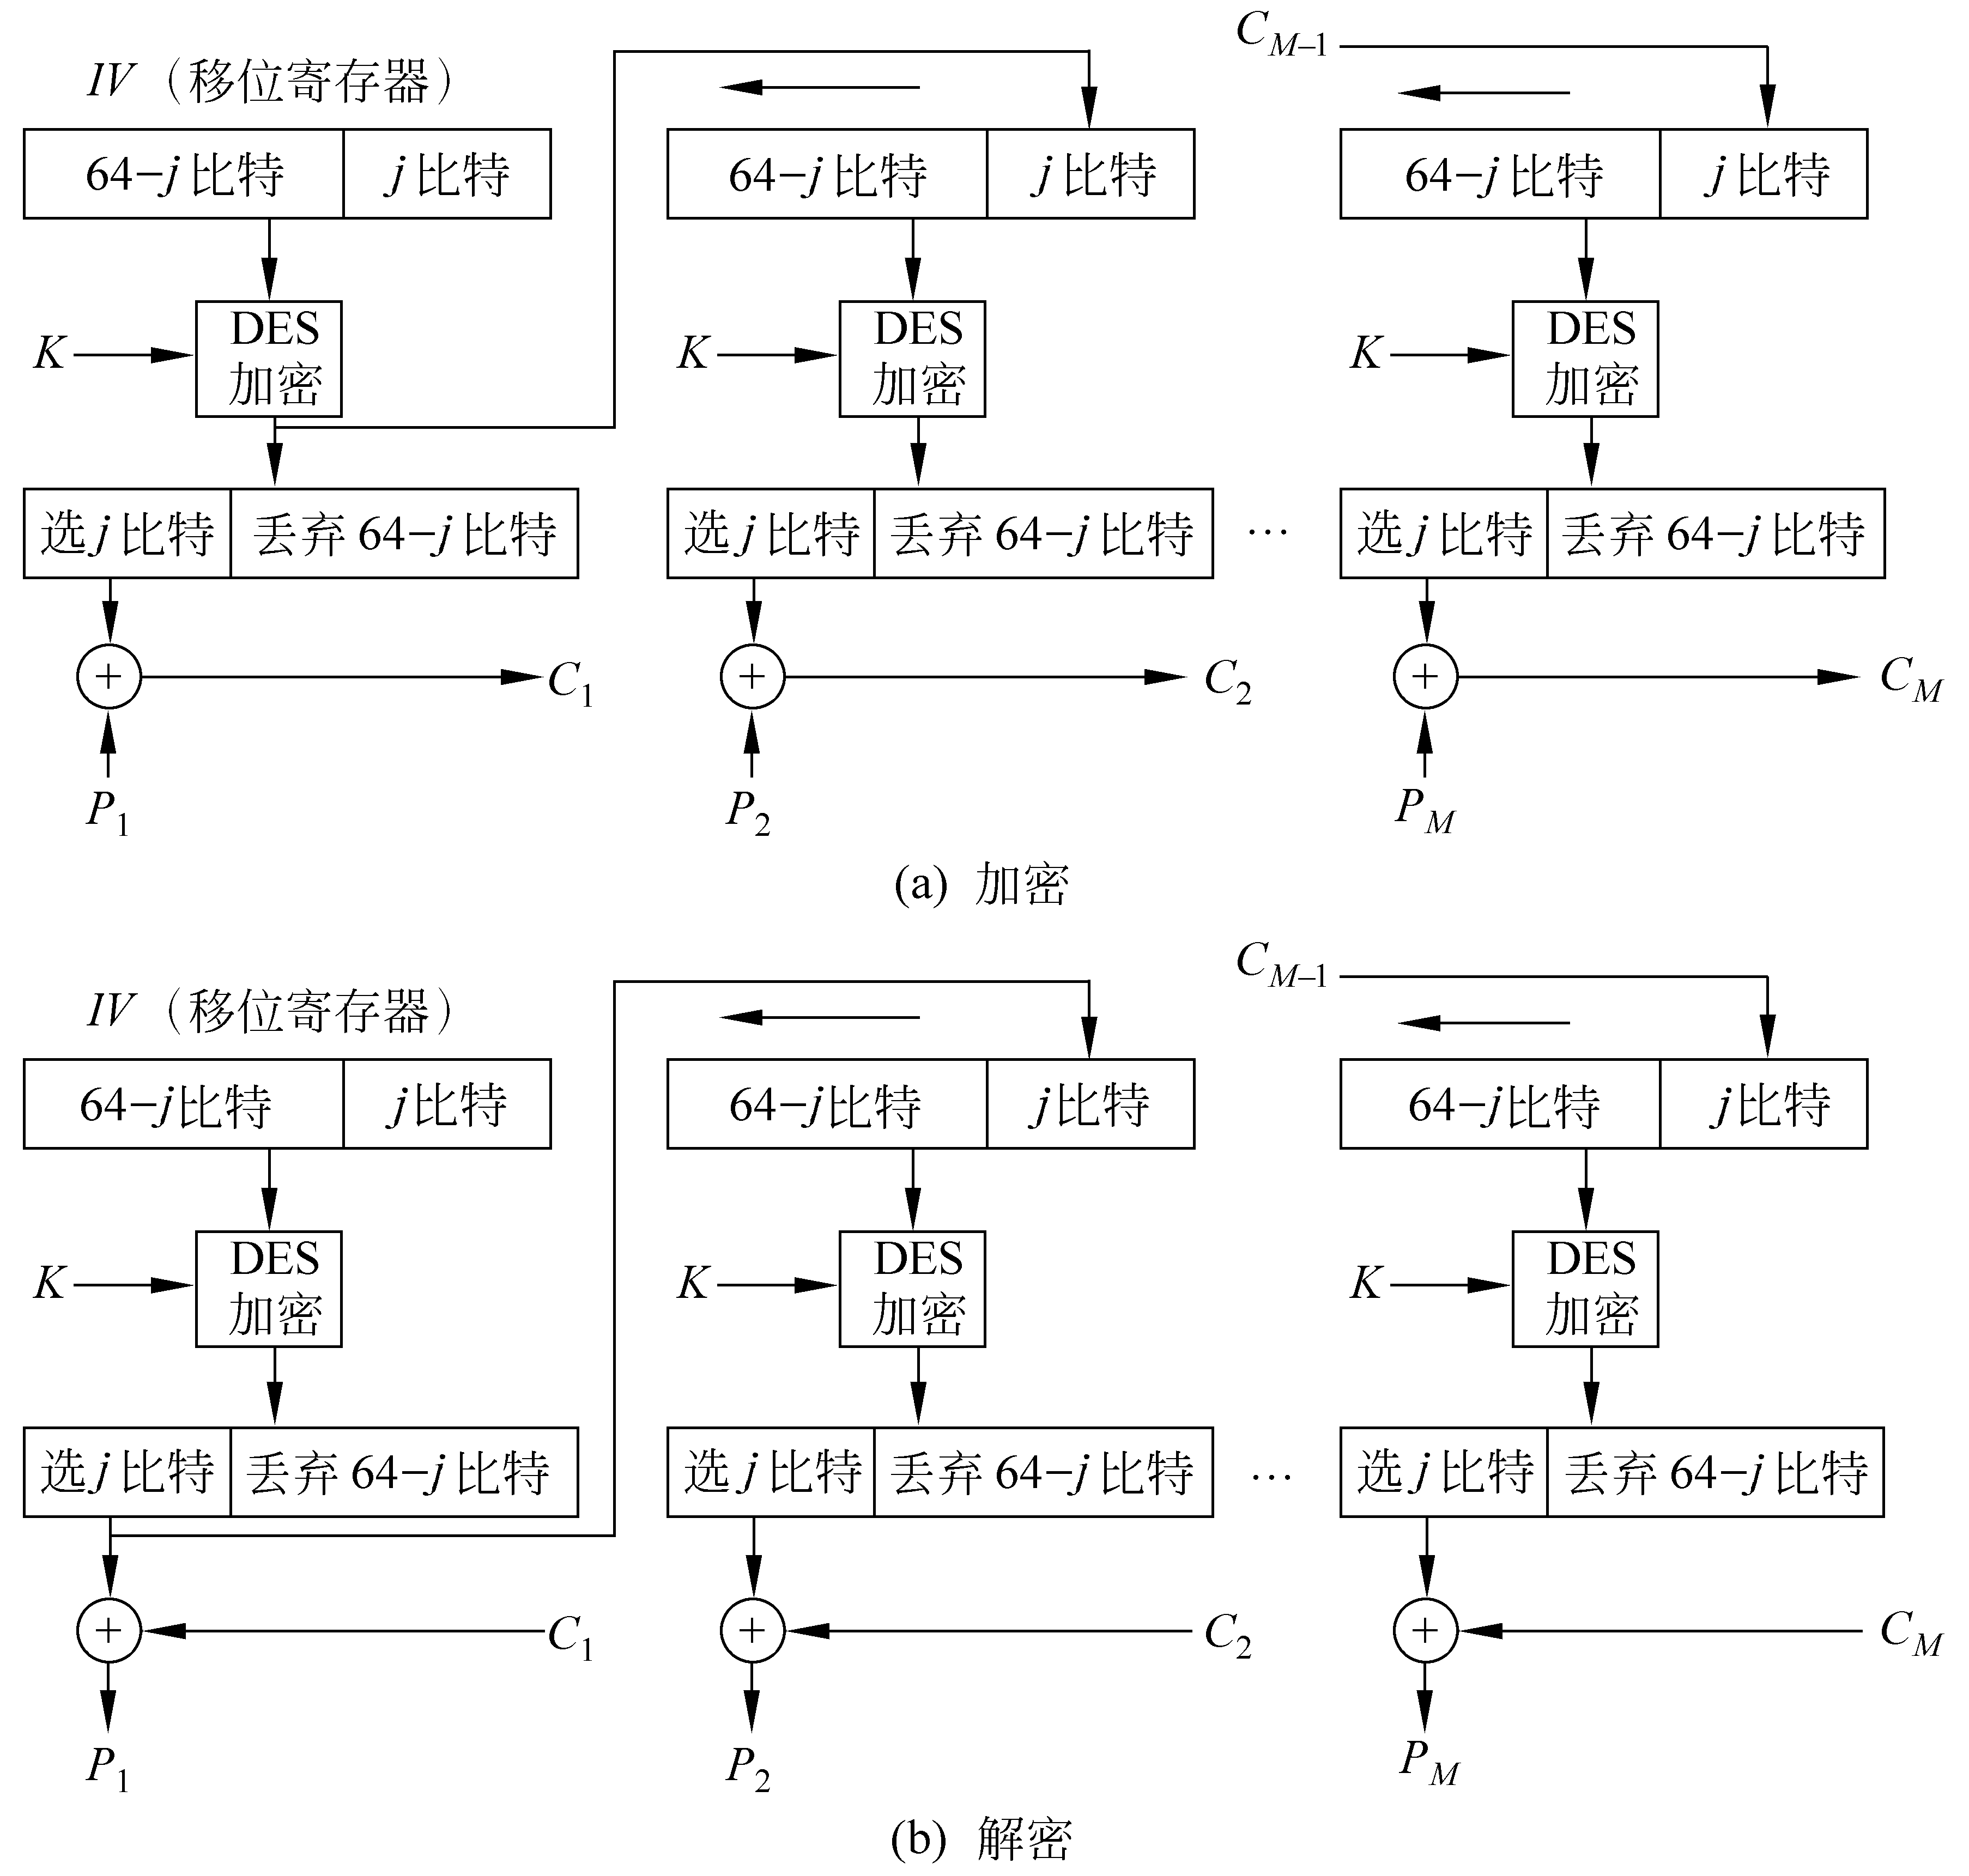 C_{M-1}
IV（移位寄存器）
64-j 比特 j 比特 64-j 比特 j 比特 64-j 比特 j 比特
K DES 加密 K DES 加密 K DES 加密
选 j 比特 丢弃 64-j 比特 选 j 比特 丢弃 64-j 比特 … 选 j 比特 丢弃 64-j 比特
+ C_1 + C_2 + C_M
P_1 P_2 P_M
(a) 加密
C_{M-1}
IV（移位寄存器）
64-j 比特 j 比特 64-j 比特 j 比特 64-j 比特 j 比特
K DES 加密 K DES 加密 K DES 加密
选 j 比特 丢弃 64-j 比特 选 j 比特 丢弃 64-j 比特 … 选 j 比特 丢弃 64-j 比特
+ C_1 + C_2 + C_M
P_1 P_2 P_M
(b) 解密